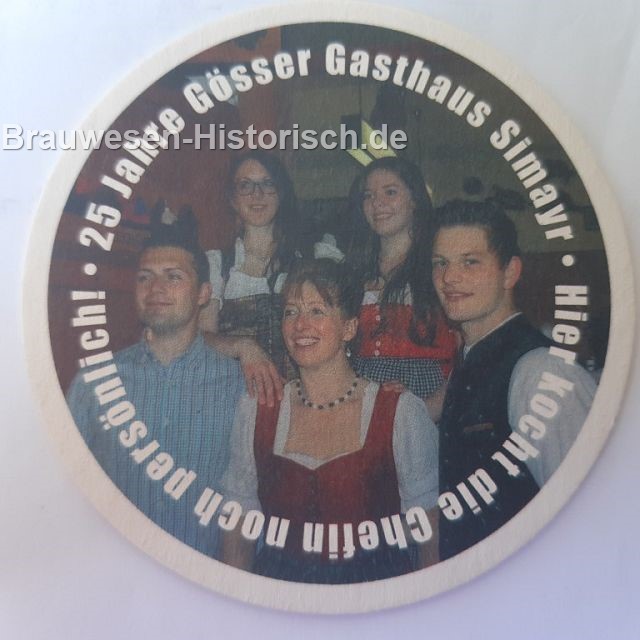 25 Jahre Gösser Gasthaus Simayr • Hier kocht die Chefin noch persönlich! •
Brauwesen-Historisch.de